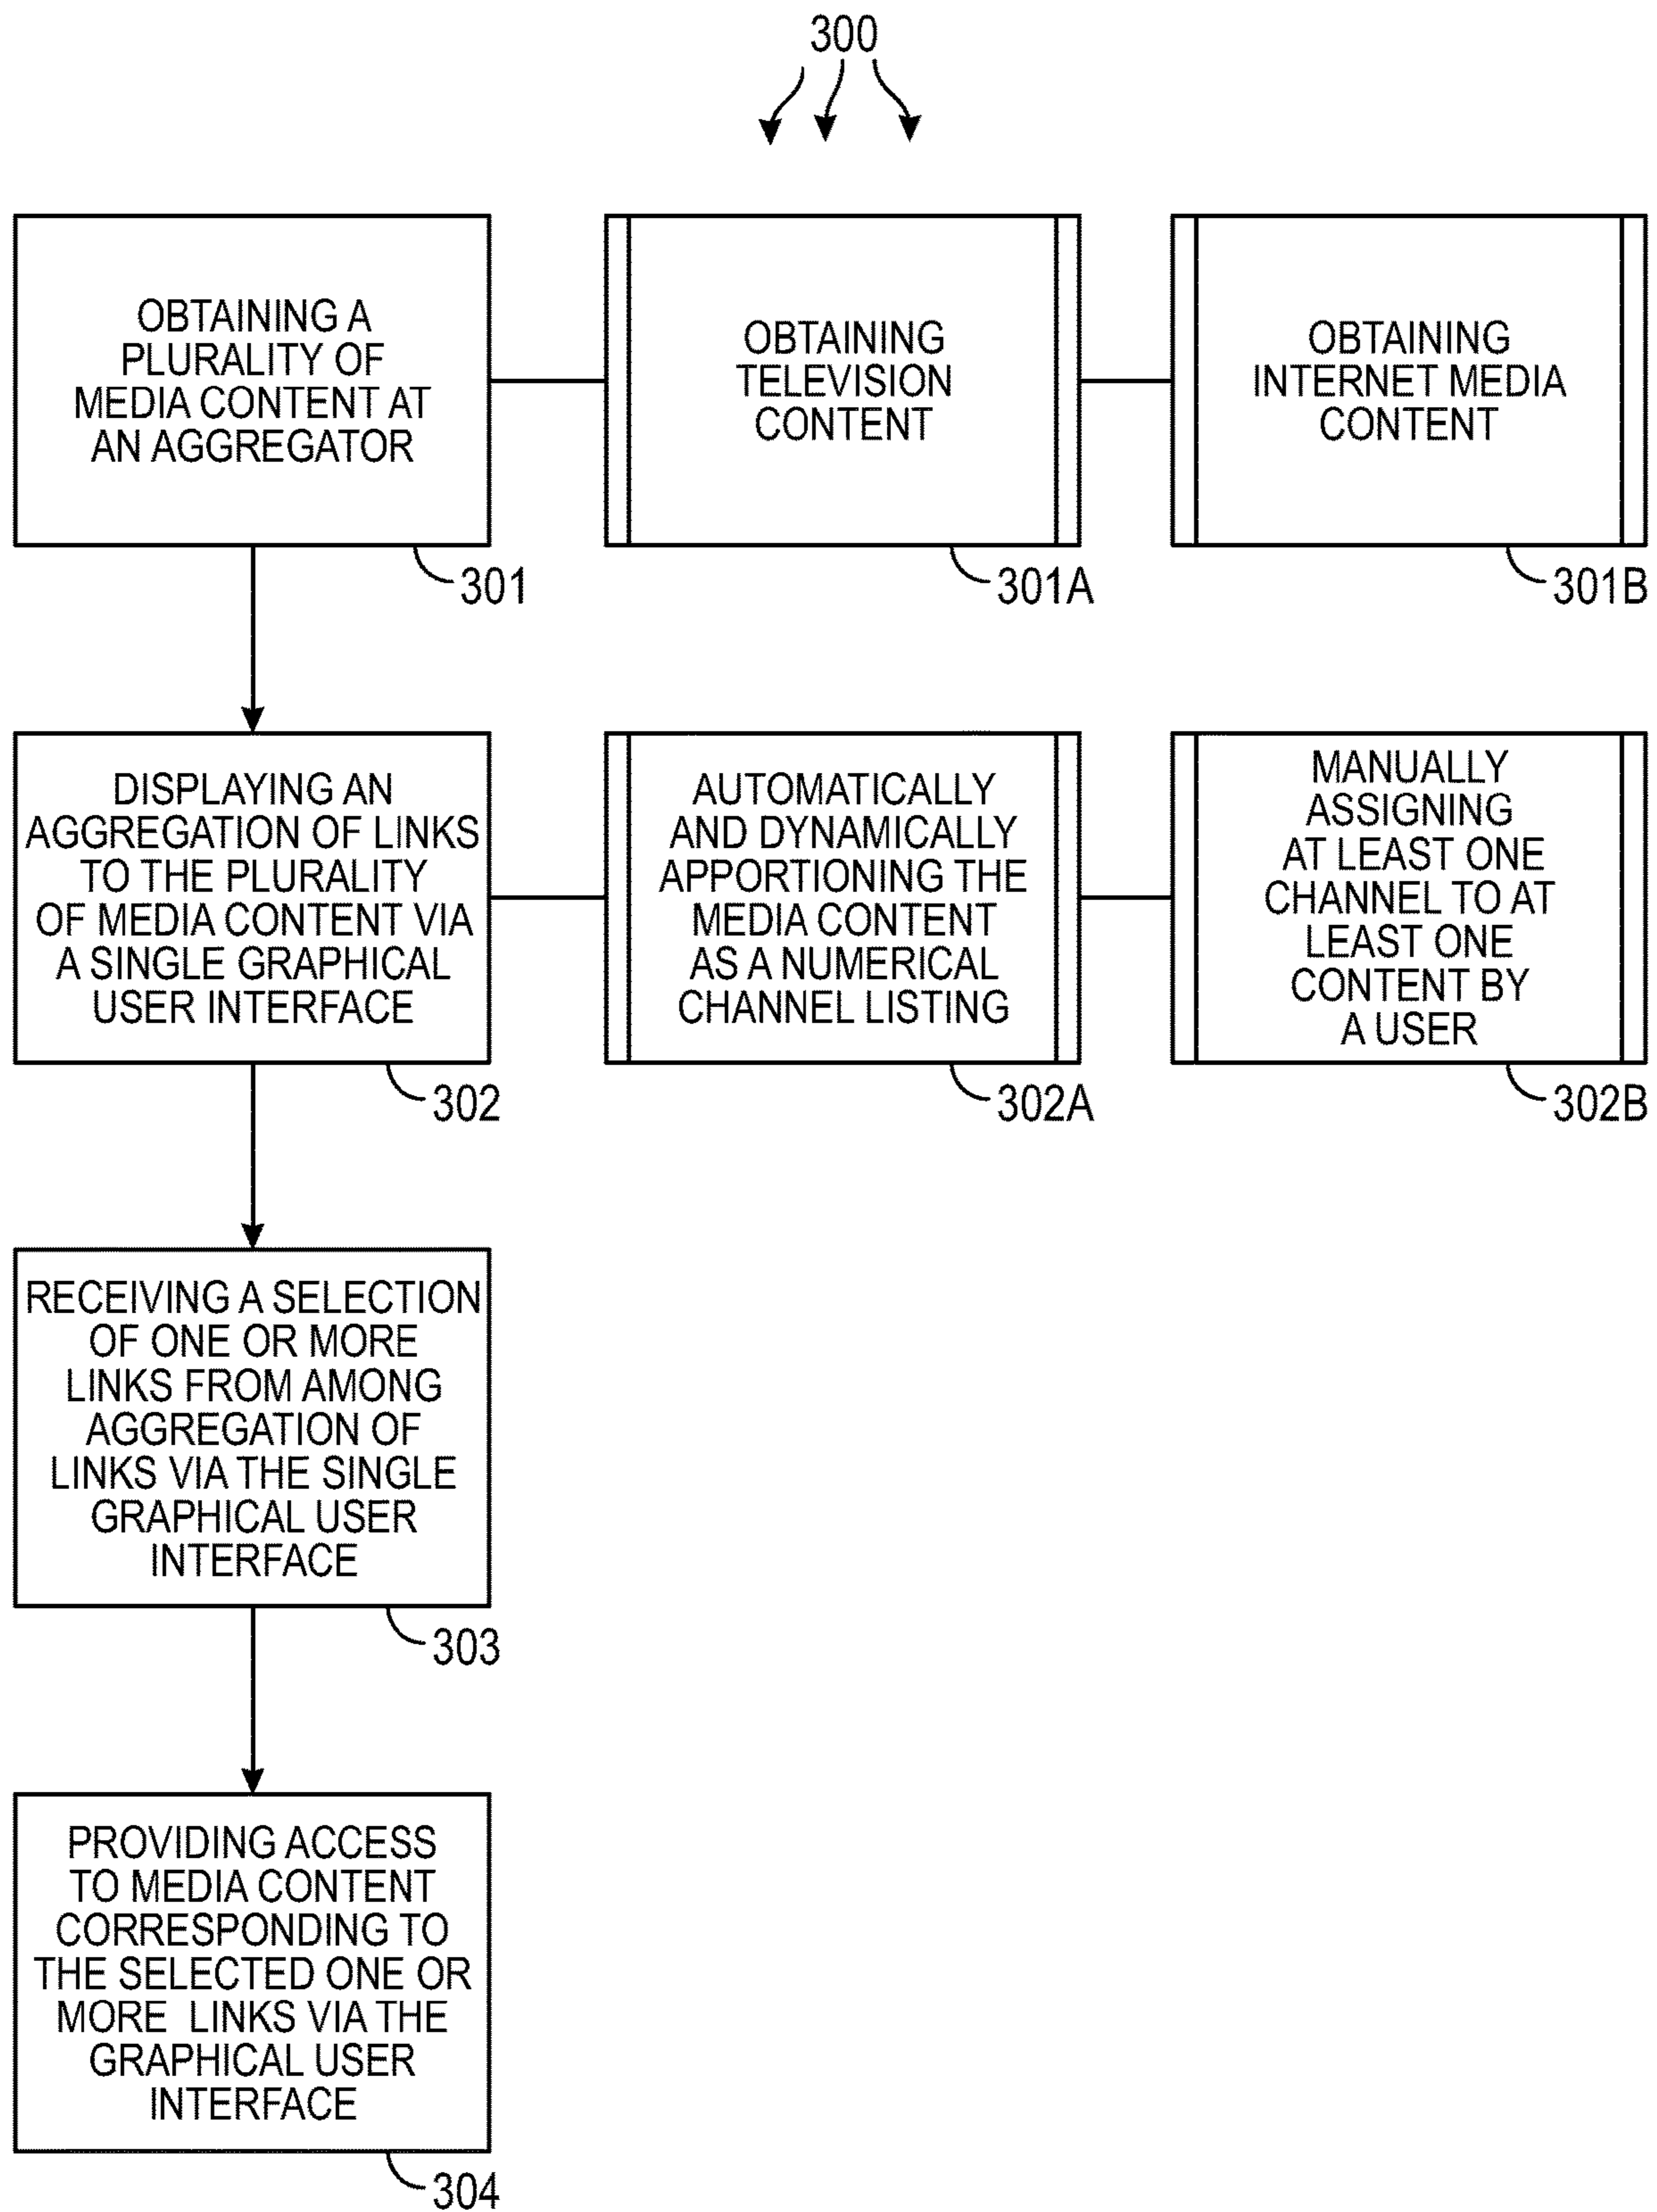 300
OBTAINING A
PLURALITY OF
MEDIA CONTENT AT
AN AGGREGATOR
301
OBTAINING
TELEVISION
CONTENT
301A
OBTAINING
INTERNET MEDIA
CONTENT
301B
DISPLAYING AN
AGGREGATION OF LINKS
TO THE PLURALITY
OF MEDIA CONTENT VIA
A SINGLE GRAPHICAL
USER INTERFACE
302
AUTOMATICALLY
AND DYNAMICALLY
APPORTIONING THE
MEDIA CONTENT
AS A NUMERICAL
CHANNEL LISTING
302A
MANUALLY
ASSIGNING
AT LEAST ONE
CHANNEL TO AT
LEAST ONE
CONTENT BY
A USER
302B
RECEIVING A SELECTION
OF ONE OR MORE
LINKS FROM AMONG
AGGREGATION OF
LINKS VIA THE SINGLE
GRAPHICAL USER
INTERFACE
303
PROVIDING ACCESS
TO MEDIA CONTENT
CORRESPONDING TO
THE SELECTED ONE OR
MORE LINKS VIA THE
GRAPHICAL USER
INTERFACE
304